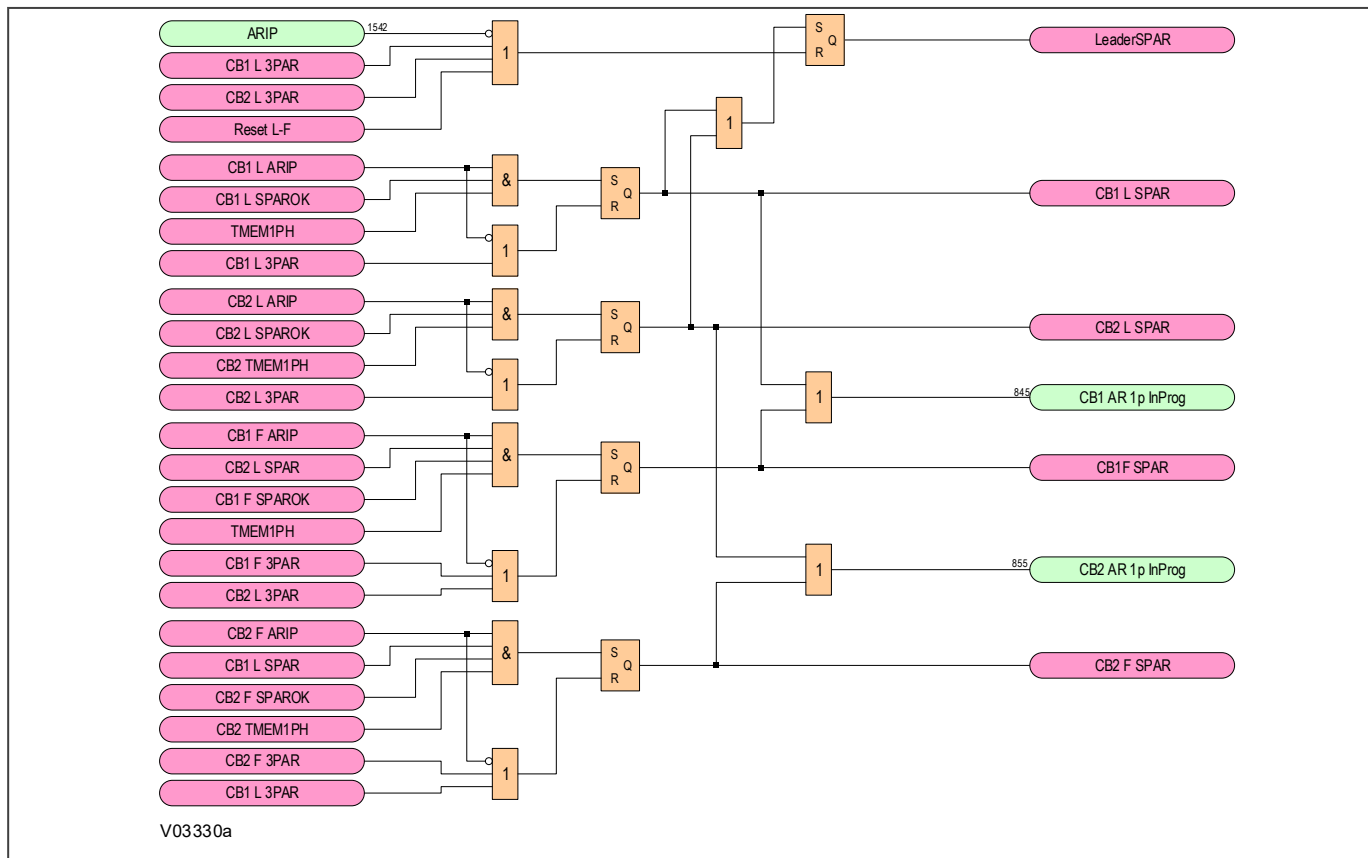 ARIP 1542
CB1 L 3PAR
CB2 L 3PAR
Reset L-F
1
S
Q
R
LeaderSPAR
1
CB1 L ARIP
CB1 L SPAROK
TMEM1PH
CB1 L 3PAR
&
1
S
Q
R
CB1 L SPAR
CB2 L ARIP
CB2 L SPAROK
CB2 TMEM1PH
CB2 L 3PAR
&
1
S
Q
R
CB2 L SPAR
1
845 CB1 AR 1p InProg
CB1 F ARIP
CB2 L SPAR
CB1 F SPAROK
TMEM1PH
CB1 F 3PAR
CB2 L 3PAR
&
1
S
Q
R
CB1F SPAR
1
855 CB2 AR 1p InProg
CB2 F ARIP
CB1 L SPAR
CB2 F SPAROK
CB2 TMEM1PH
CB2 F 3PAR
CB1 L 3PAR
&
1
S
Q
R
CB2 F SPAR
V03330a